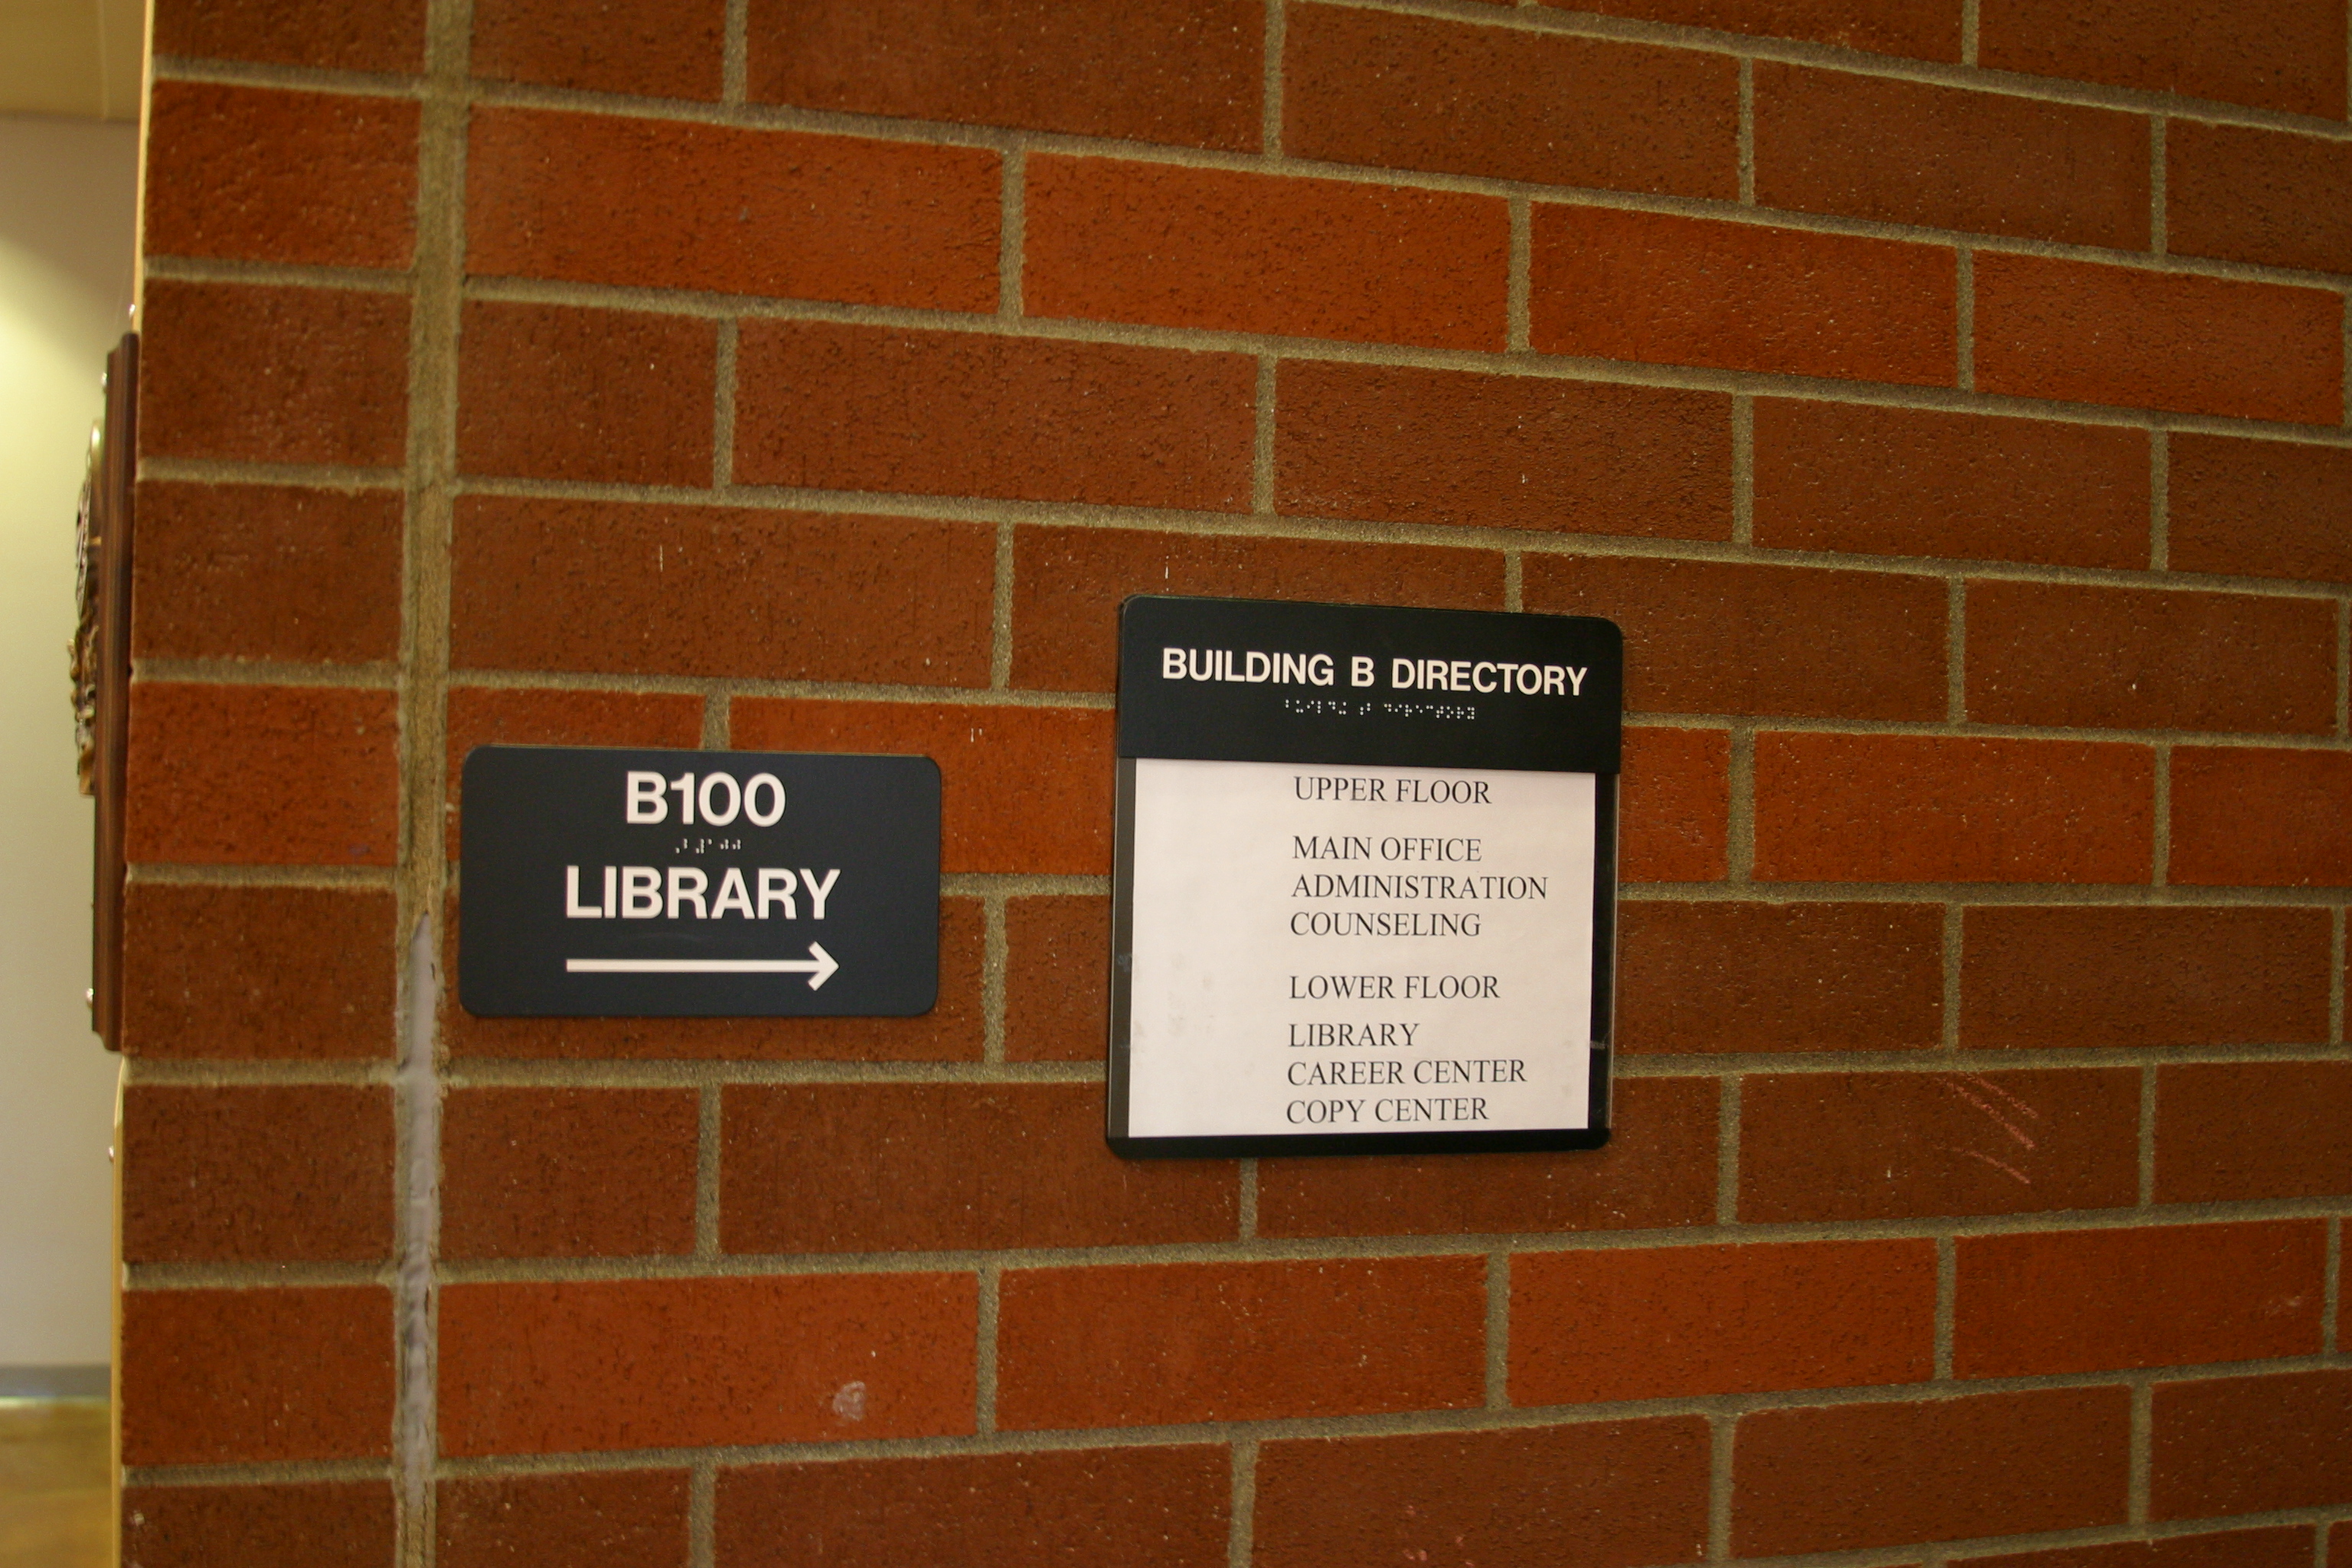 B100
LIBRARY
BUILDING B DIRECTORY
UPPER FLOOR
MAIN OFFICE
ADMINISTRATION
COUNSELING
LOWER FLOOR
LIBRARY
CAREER CENTER
COPY CENTER